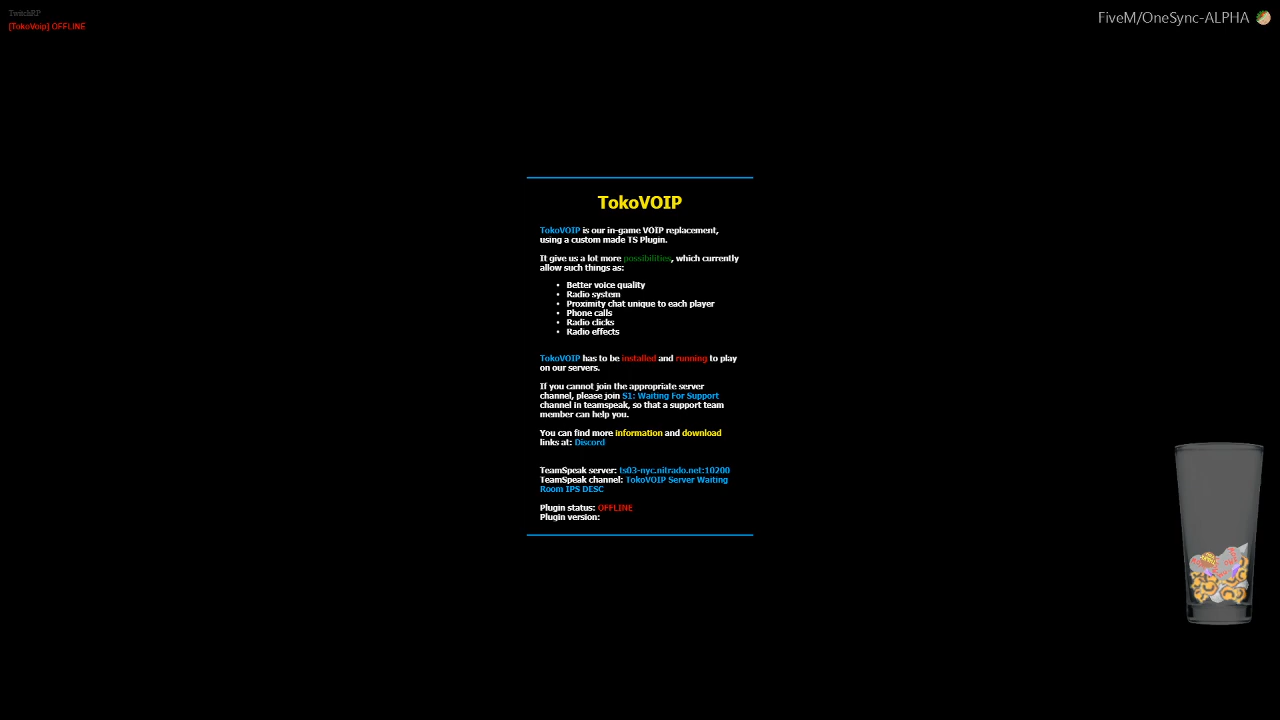 TwitchRP
[TokoVoip] OFFLINE
FiveM/OneSync-ALPHA
TokoVOIP
TokoVOIP is our in-game VOIP replacement,
using a custom made TS Plugin.
It give us a lot more possibilities, which currently
allow such things as:
• Better voice quality
• Radio system
• Proximity chat unique to each player
• Phone calls
• Radio clicks
• Radio effects
TokoVOIP has to be installed and running to play
on our servers.
If you cannot join the appropriate server
channel, please join S1: Waiting For Support
channel in teamspeak, so that a support team
member can help you.
You can find more information and download
links at: Discord
TeamSpeak server: ts03-nyc.nitrado.net:10200
TeamSpeak channel: TokoVOIP Server Waiting
Room IPS DESC
Plugin status: OFFLINE
Plugin version: